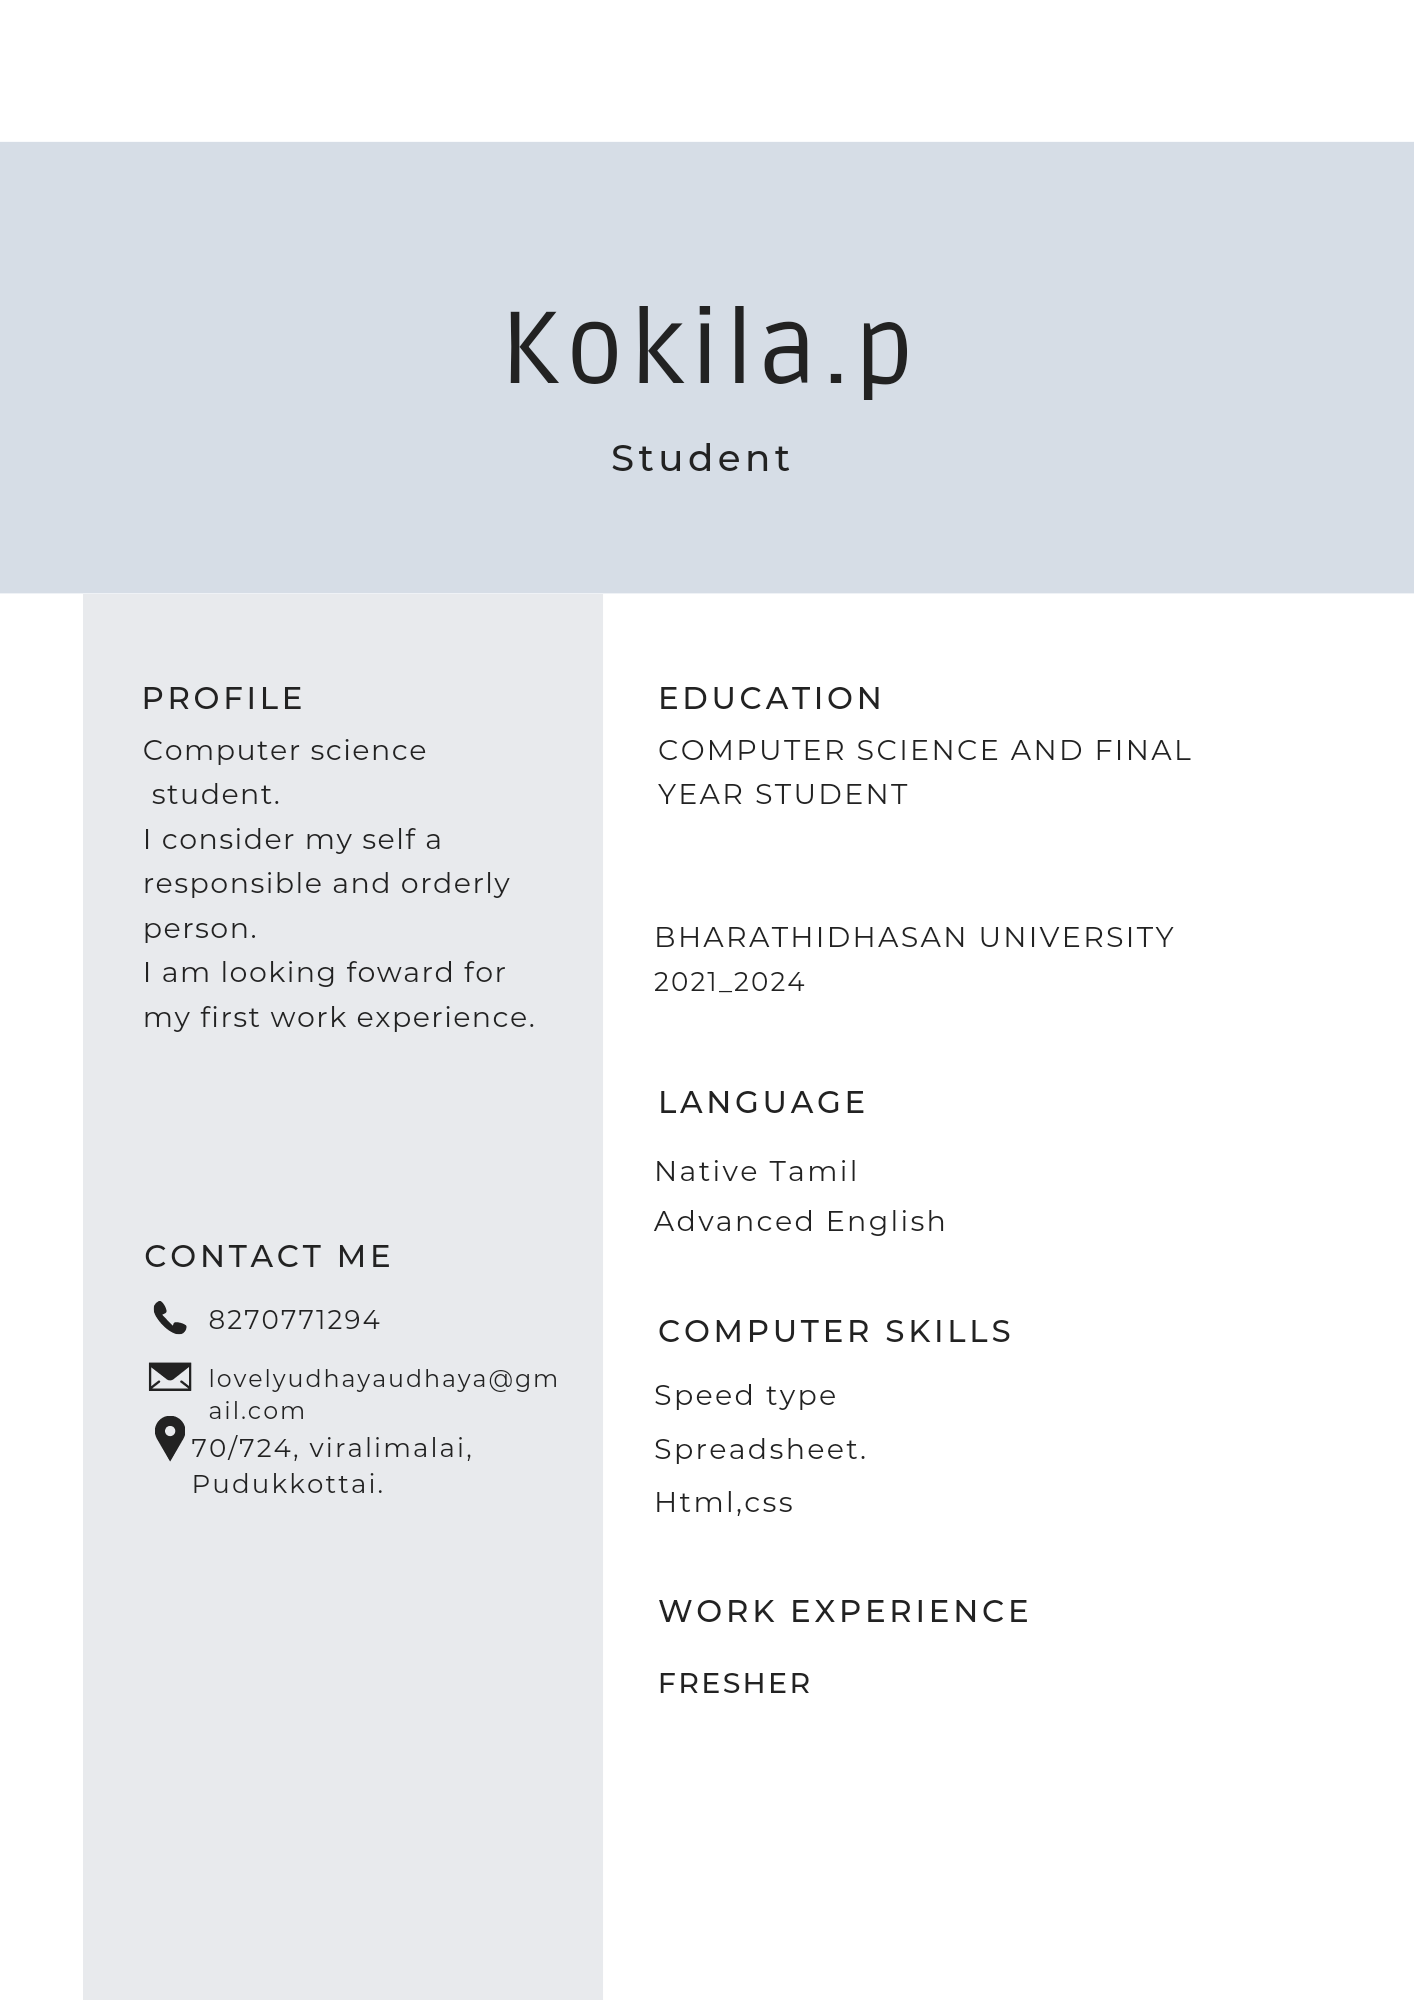 Kokila.p
Student
PROFILE
Computer science
student.
I consider my self a
responsible and orderly
person.
I am looking foward for
my first work experience.
CONTACT ME
8270771294
lovelyudhayaudhaya@gm
ail.com
70/724, viralimalai,
Pudukkottai.
EDUCATION
COMPUTER SCIENCE AND FINAL
YEAR STUDENT
BHARATHIDHASAN UNIVERSITY
2021_2024
LANGUAGE
Native Tamil
Advanced English
COMPUTER SKILLS
Speed type
Spreadsheet.
Html,css
WORK EXPERIENCE
FRESHER